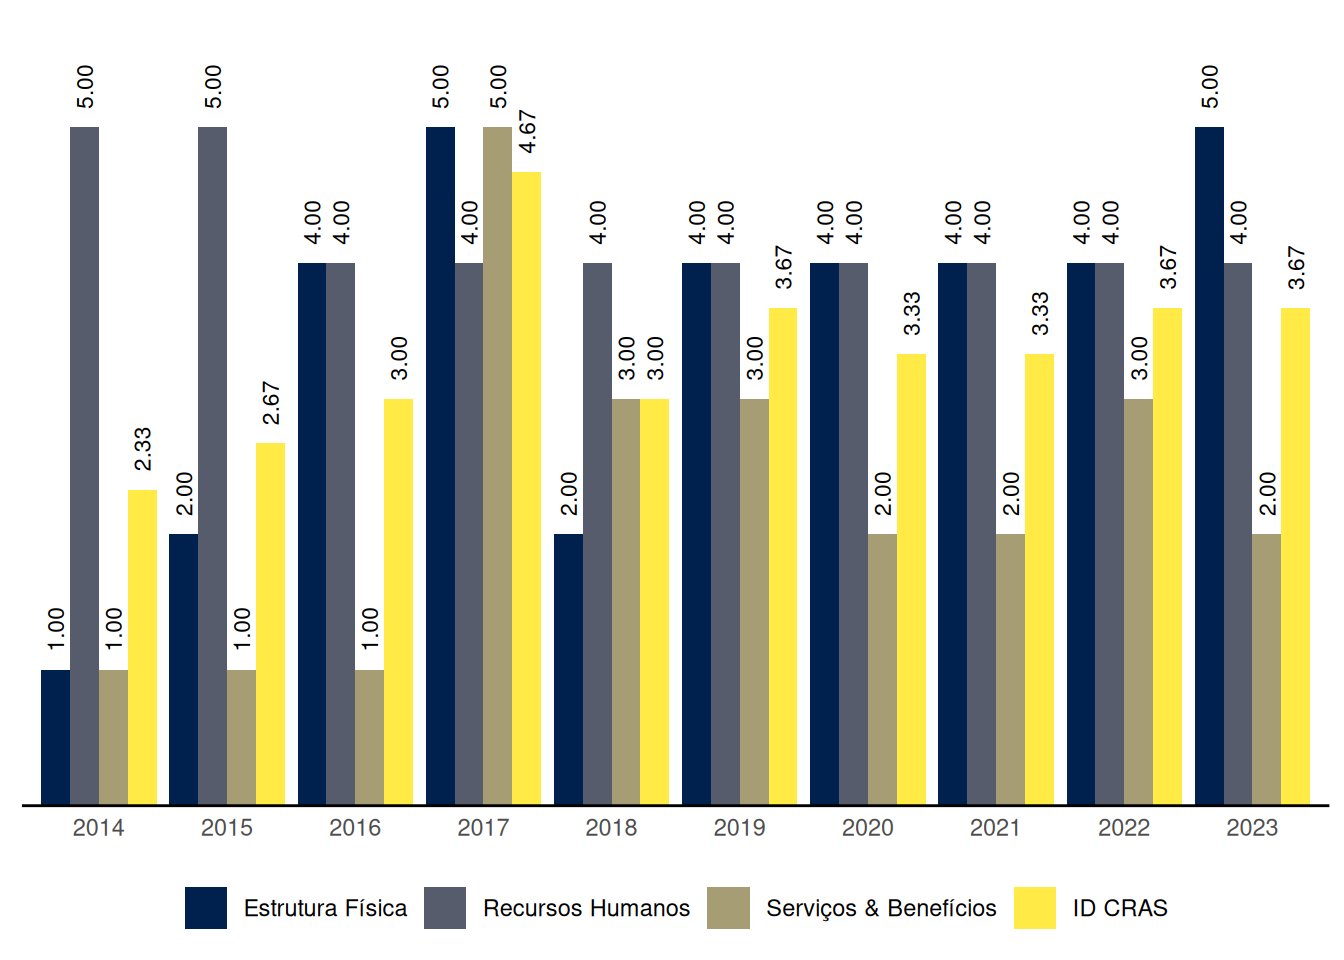 5.00 5.00 5.00 5.00 5.00
4.67
4.00 4.00 4.00 4.00 4.00 4.00 4.00 4.00 4.00 4.00 4.00 4.00 4.00
3.67 3.67 3.67
3.33 3.33
3.00 3.00 3.00 3.00 3.00
2.67
2.33
2.00 2.00 2.00 2.00 2.00
1.00 1.00 1.00 1.00
2014 2015 2016 2017 2018 2019 2020 2021 2022 2023
Estrutura Física Recursos Humanos Serviços & Benefícios ID CRAS